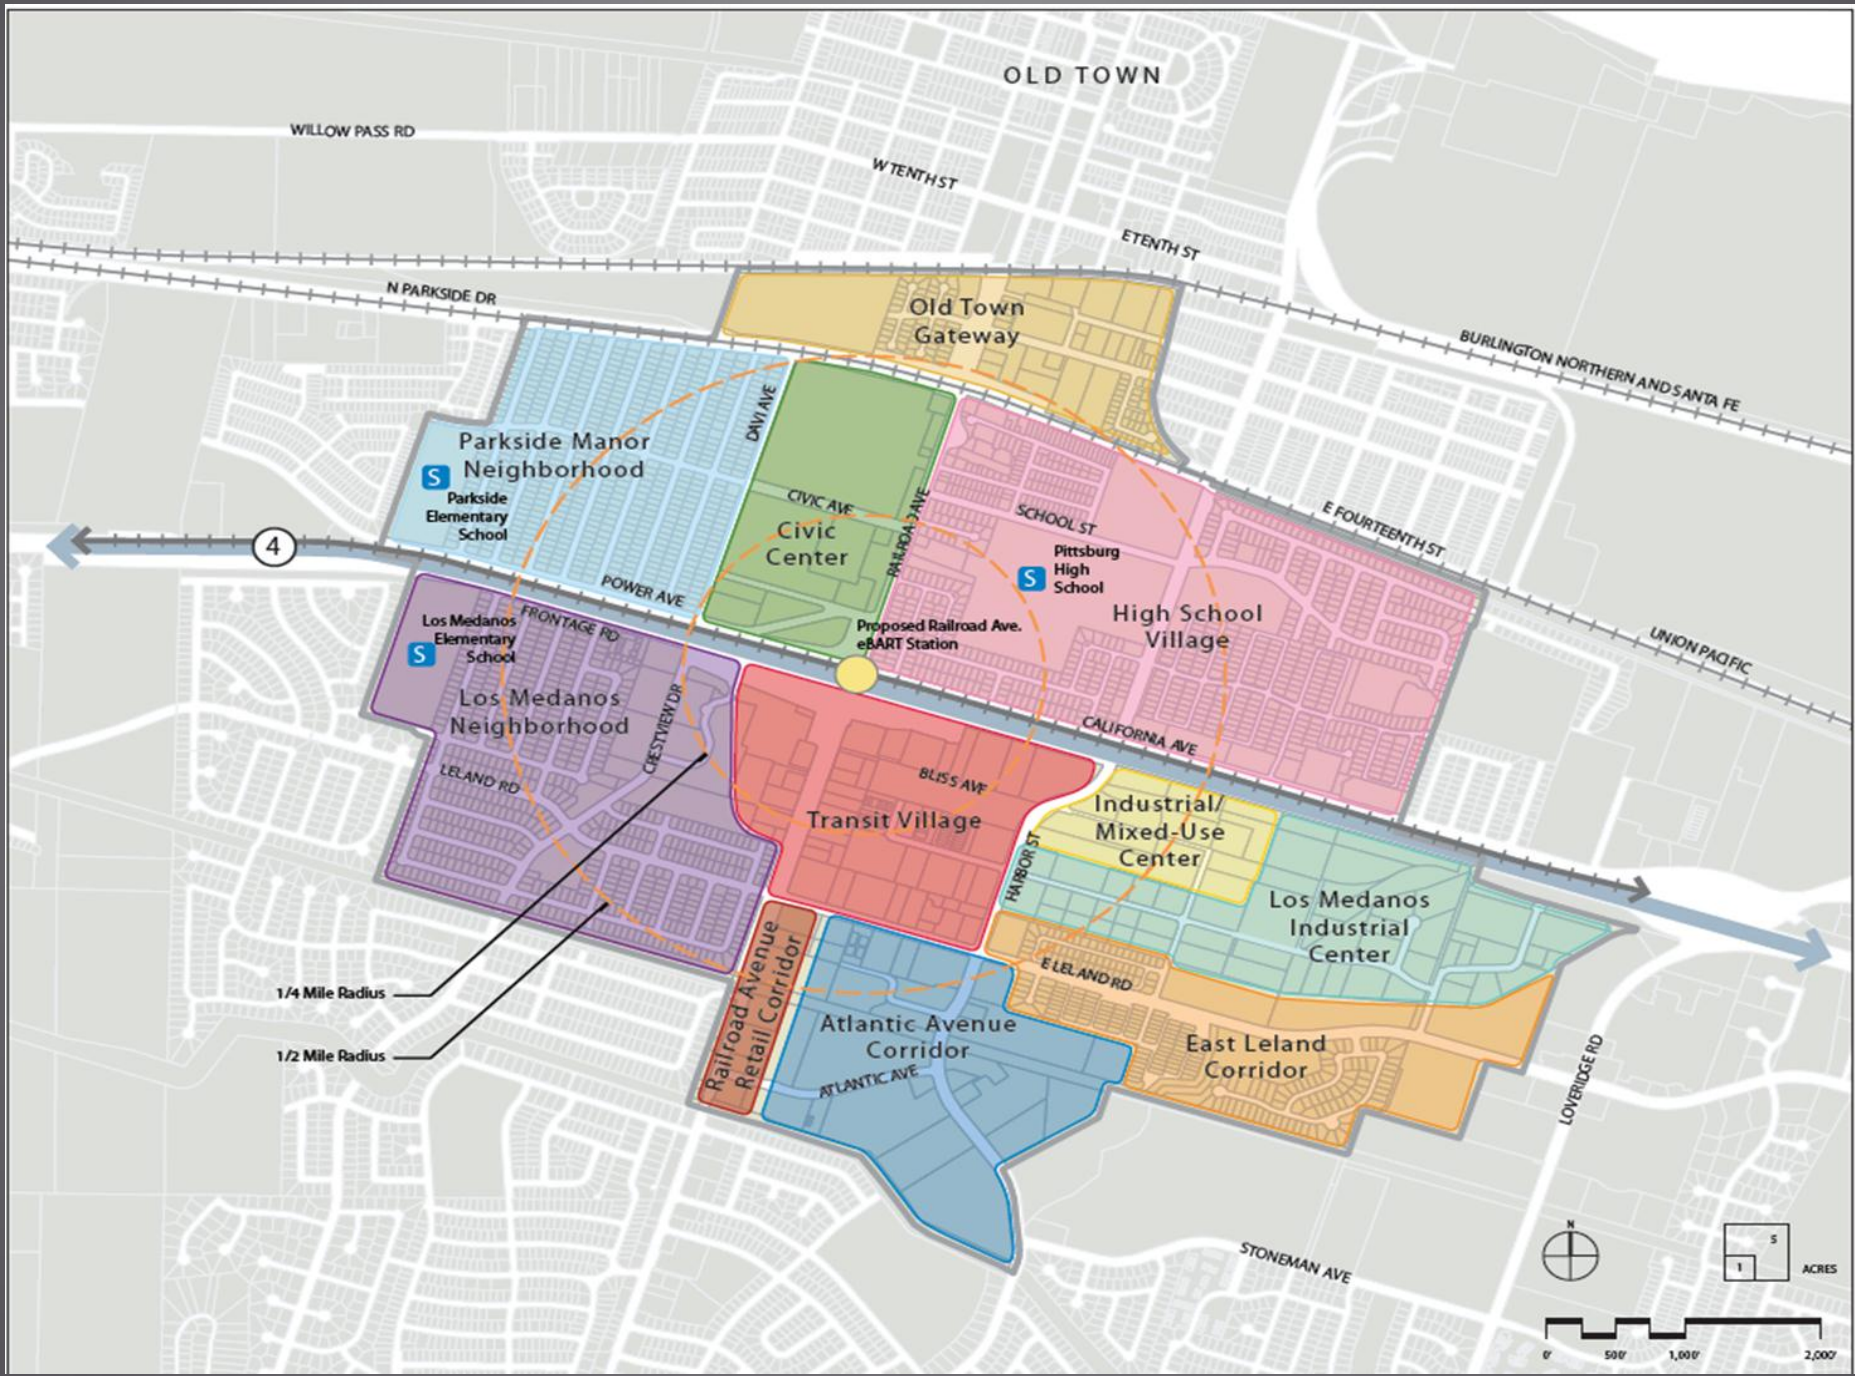 OLD TOWN
WILLOW PASS RD
W TENTH ST
E TENTH ST
N PARKSIDE DR
Old Town
Gateway
BURLINGTON NORTHERN AND SANTA FE
DAVI AVE
Parkside Manor
Neighborhood
S
Parkside
Elementary
School
CIVIC AVE
RAILROAD AVE
SCHOOL ST
E FOURTEENTH ST
Civic
Center
4
S
Pittsburg
High
School
POWER AVE
High School
Village
FRONTAGE RD
Los Medanos
Elementary
School
S
Proposed Railroad Ave.
eBART Station
UNION PACIFIC
Los Medanos
Neighborhood
CRESTVIEW DR
CALIFORNIA AVE
LELAND RD
BLISS AVE
Transit Village
Industrial/
Mixed-Use
Center
HARBOR ST
Los Medanos
Industrial
Center
E LELAND RD
1/4 Mile Radius
Railroad Avenue
Retail Corridor
Atlantic Avenue
Corridor
East Leland
Corridor
1/2 Mile Radius
ATLANTIC AVE
LOVERIDGE RD
STONEMAN AVE
N
5
1
ACRES
0'
500'
1,000'
2,000'